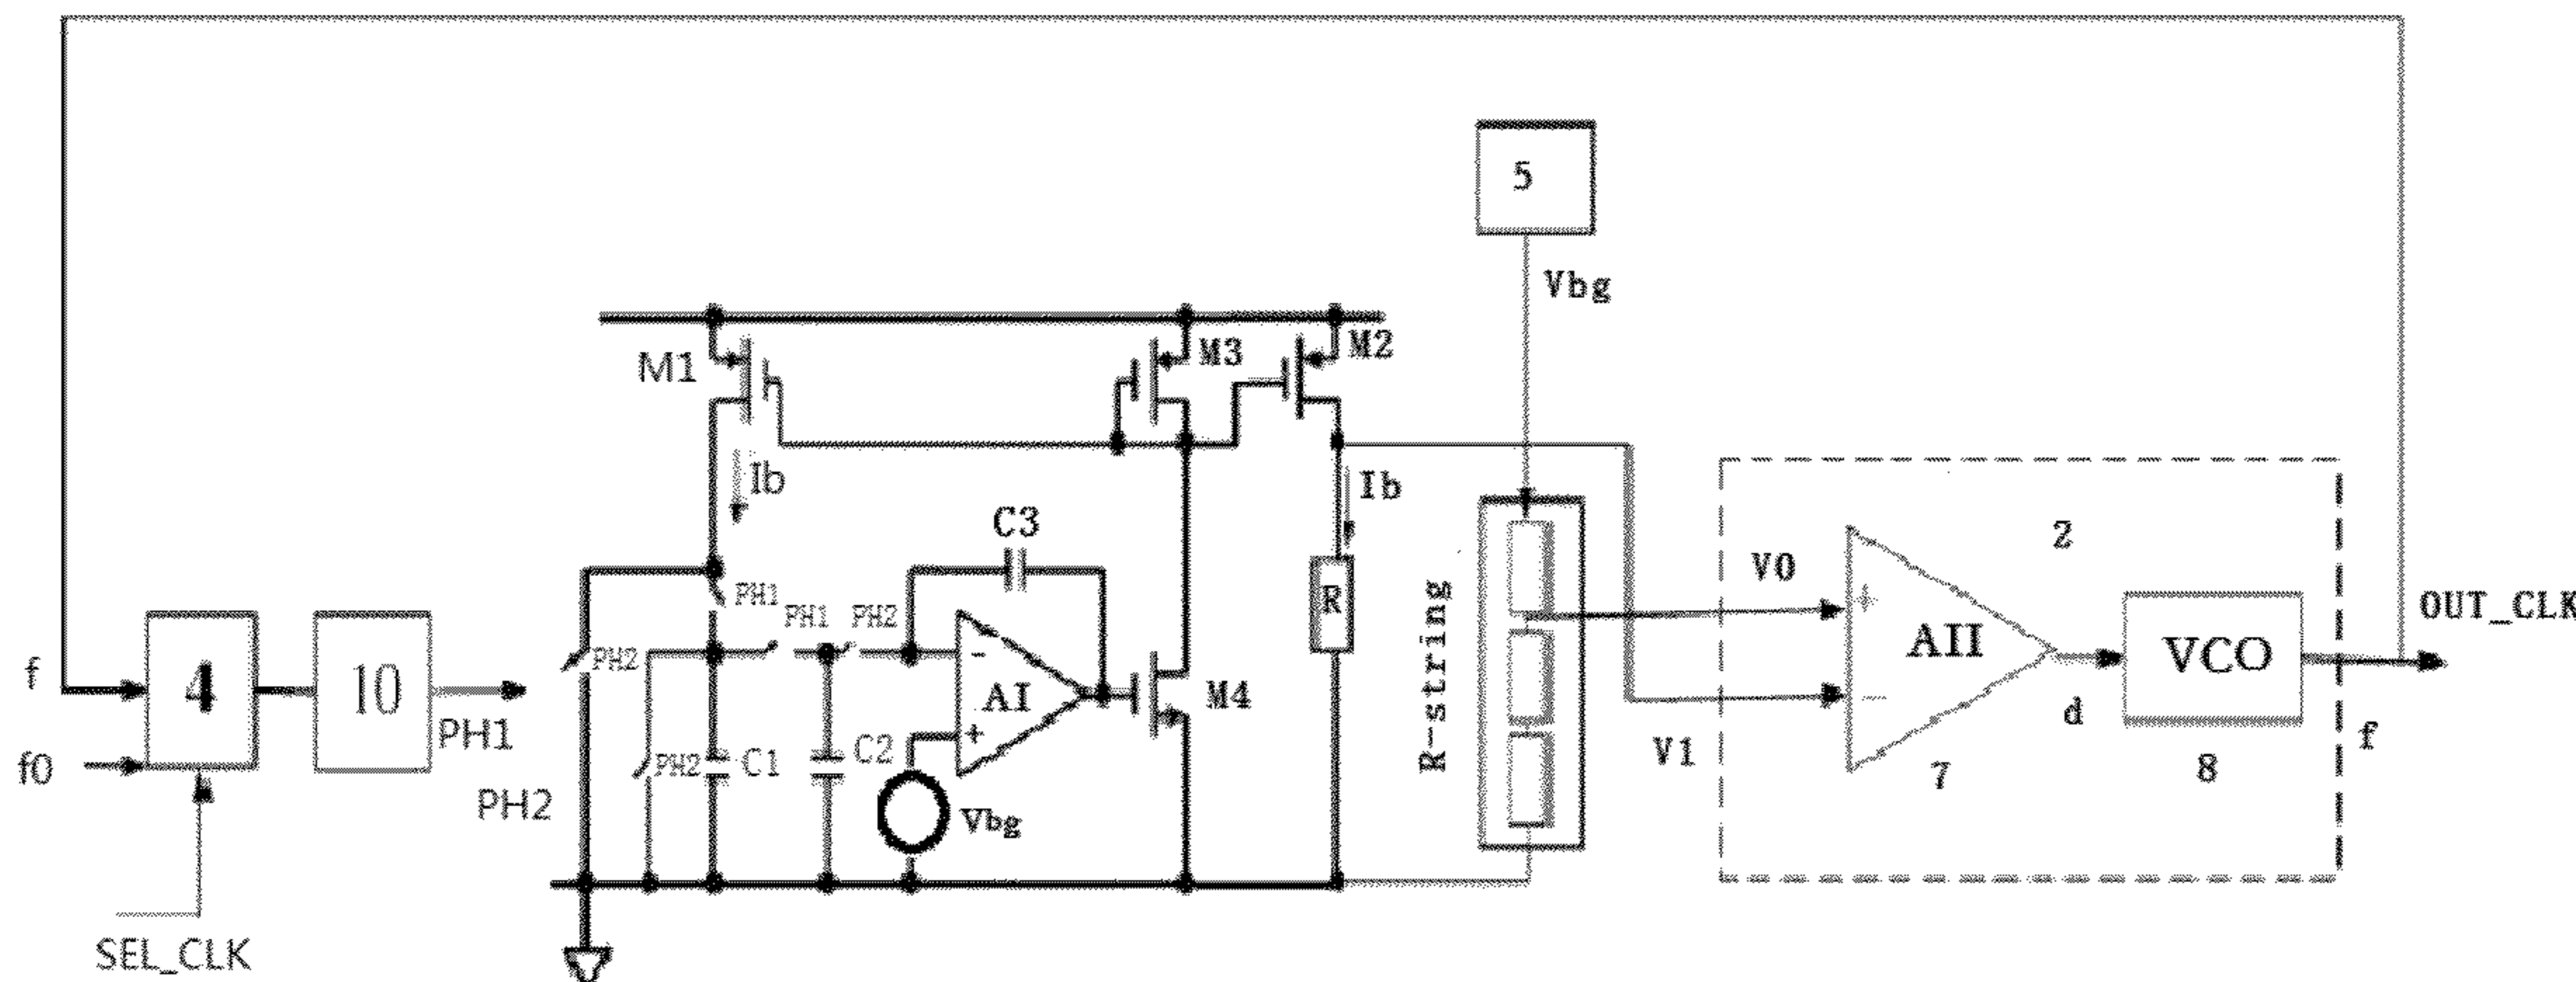 5
Vbg
M1
M3
M2
Ib
Ib
C3
2
V0
PH1
PH1
PH2
R
R-string
OUT_CLK
f
4
10
PH2
AI
AII
VCO
M4
PH1
d
f
f0
PH2
C1
C2
V1
7
8
PH2
Vbg
SEL_CLK
+
-
+
-